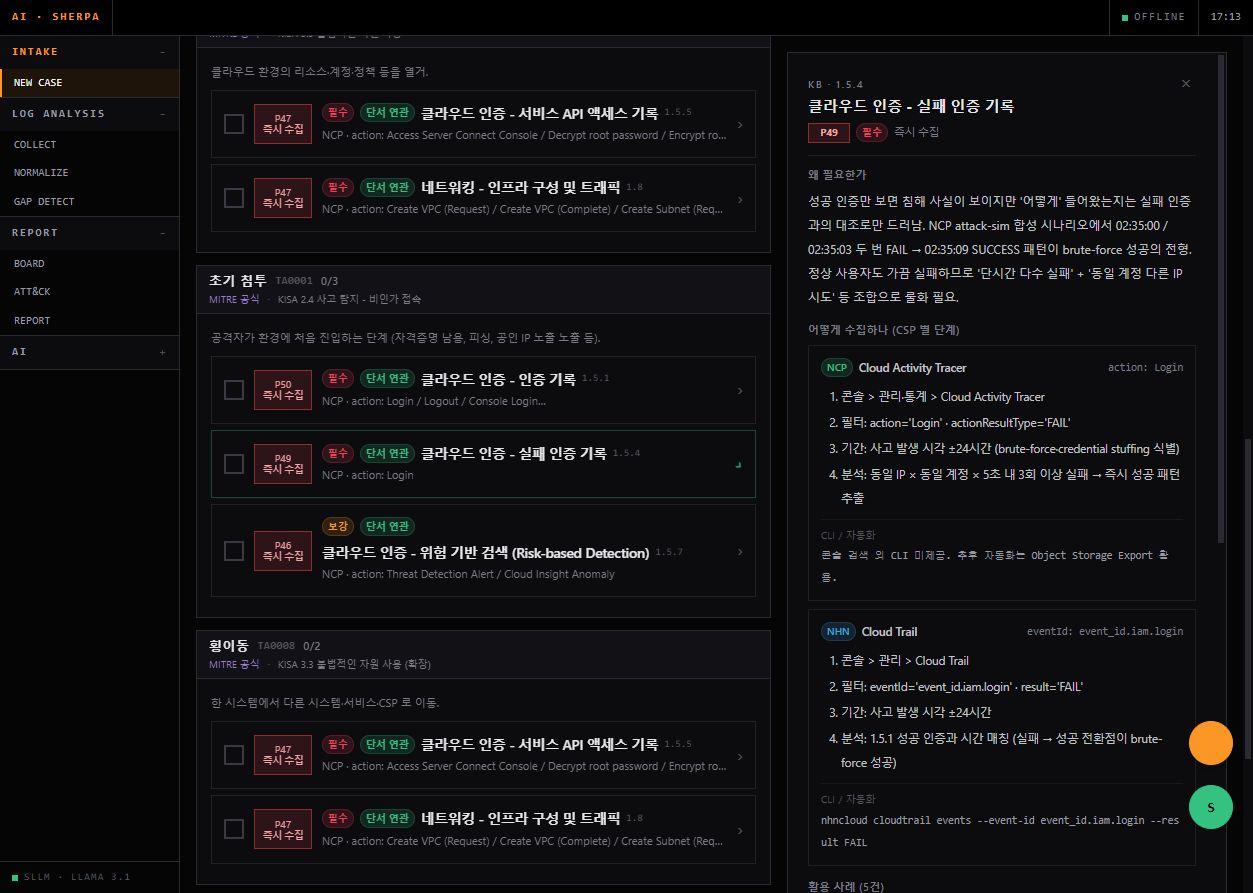 AI · SHERPA
OFFLINE
17:13
INTAKE
NEW CASE
LOG ANALYSIS
COLLECT
NORMALIZE
GAP DETECT
REPORT
BOARD
ATT&CK
REPORT
AI
SLLM · LLAMA 3.1
클라우드 환경의 리소스·계정·정책 등을 열거.
P47
즉시 수집
필수 단서 연관 클라우드 인증 - 서비스 API 액세스 기록 1.5.5
NCP · action: Access Server Connect Console / Decrypt root password / Encrypt ro...
P47
즉시 수집
필수 단서 연관 네트워킹 - 인프라 구성 및 트래픽 1.8
NCP · action: Create VPC (Request) / Create VPC (Complete) / Create Subnet (Req...
초기 침투 TA0001 0/3
MITRE 공식 · KISA 2.4 사고 탐지 - 비인가 접속
공격자가 환경에 처음 진입하는 단계 (자격증명 남용, 피싱, 공인 IP 노출 노출 등).
P50
즉시 수집
필수 단서 연관 클라우드 인증 - 인증 기록 1.5.1
NCP · action: Login / Logout / Console Login...
P49
즉시 수집
필수 단서 연관 클라우드 인증 - 실패 인증 기록 1.5.4
NCP · action: Login
P46
즉시 수집
보강 단서 연관
클라우드 인증 - 위험 기반 검색 (Risk-based Detection) 1.5.7
NCP · action: Threat Detection Alert / Cloud Insight Anomaly
횡이동 TA0008 0/2
MITRE 공식 · KISA 3.3 불법적인 자원 사용 (확장)
한 시스템에서 다른 시스템·서비스·CSP 로 이동.
P47
즉시 수집
필수 단서 연관 클라우드 인증 - 서비스 API 액세스 기록 1.5.5
NCP · action: Access Server Connect Console / Decrypt root password / Encrypt ro...
P47
즉시 수집
필수 단서 연관 네트워킹 - 인프라 구성 및 트래픽 1.8
NCP · action: Create VPC (Request) / Create VPC (Complete) / Create Subnet (Req...
KB · 1.5.4
클라우드 인증 - 실패 인증 기록
P49 필수 즉시 수집
왜 필요한가
성공 인증만 보면 침해 사실이 보이지만 '어떻게' 들어왔는지는 실패 인증
과의 대조로만 드러남. NCP attack-sim 합성 시나리오에서 02:35:00 /
02:35:03 두 번 FAIL → 02:35:09 SUCCESS 패턴이 brute-force 성공의 전형.
정상 사용자도 가끔 실패하므로 '단시간 다수 실패' + '동일 계정 다른 IP
시도' 등 조합으로 룰화 필요.
어떻게 수집하나 (CSP 별 단계)
NCP Cloud Activity Tracer action: Login
1. 콘솔 > 관리·통계 > Cloud Activity Tracer
2. 필터: action='Login' · actionResultType='FAIL'
3. 기간: 사고 발생 시각 ±24시간 (brute-force·credential stuffing 식별)
4. 분석: 동일 IP × 동일 계정 × 5초 내 3회 이상 실패 → 즉시 성공 패턴
추출
CLI / 자동화
콘솔 검색 외 CLI 미제공. 추후 자동화는 Object Storage Export 활
용.
NHN Cloud Trail eventId: event_id.iam.login
1. 콘솔 > 관리 > Cloud Trail
2. 필터: eventId='event_id.iam.login' · result='FAIL'
3. 기간: 사고 발생 시각 ±24시간
4. 분석: 1.5.1 성공 인증과 시간 매칭 (실패 → 성공 전환점이 brute-
force 성공)
CLI / 자동화
nhncloud cloudtrail events --event-id event_id.iam.login --res
ult FAIL
활용 사례 (5건)
S